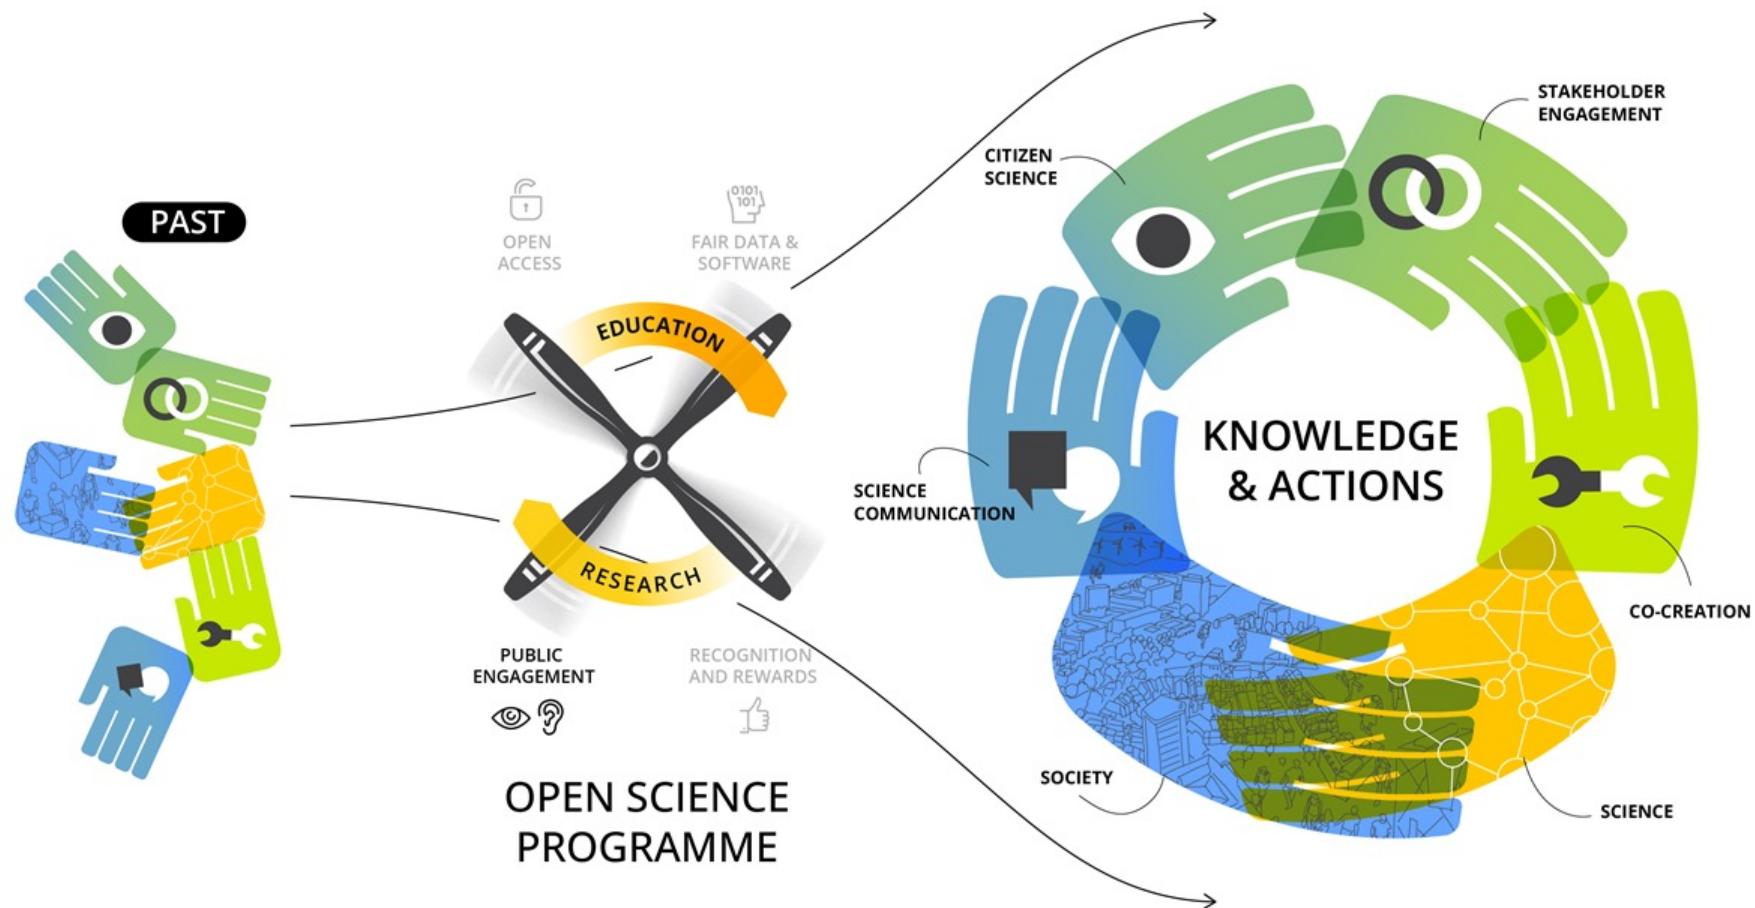 PAST
OPEN
ACCESS
FAIR DATA &
SOFTWARE
0101
101
EDUCATION
RESEARCH
PUBLIC
ENGAGEMENT
RECOGNITION
AND REWARDS
OPEN SCIENCE
PROGRAMME
CITIZEN
SCIENCE
STAKEHOLDER
ENGAGEMENT
SCIENCE
COMMUNICATION
KNOWLEDGE
& ACTIONS
CO-CREATION
SOCIETY
SCIENCE